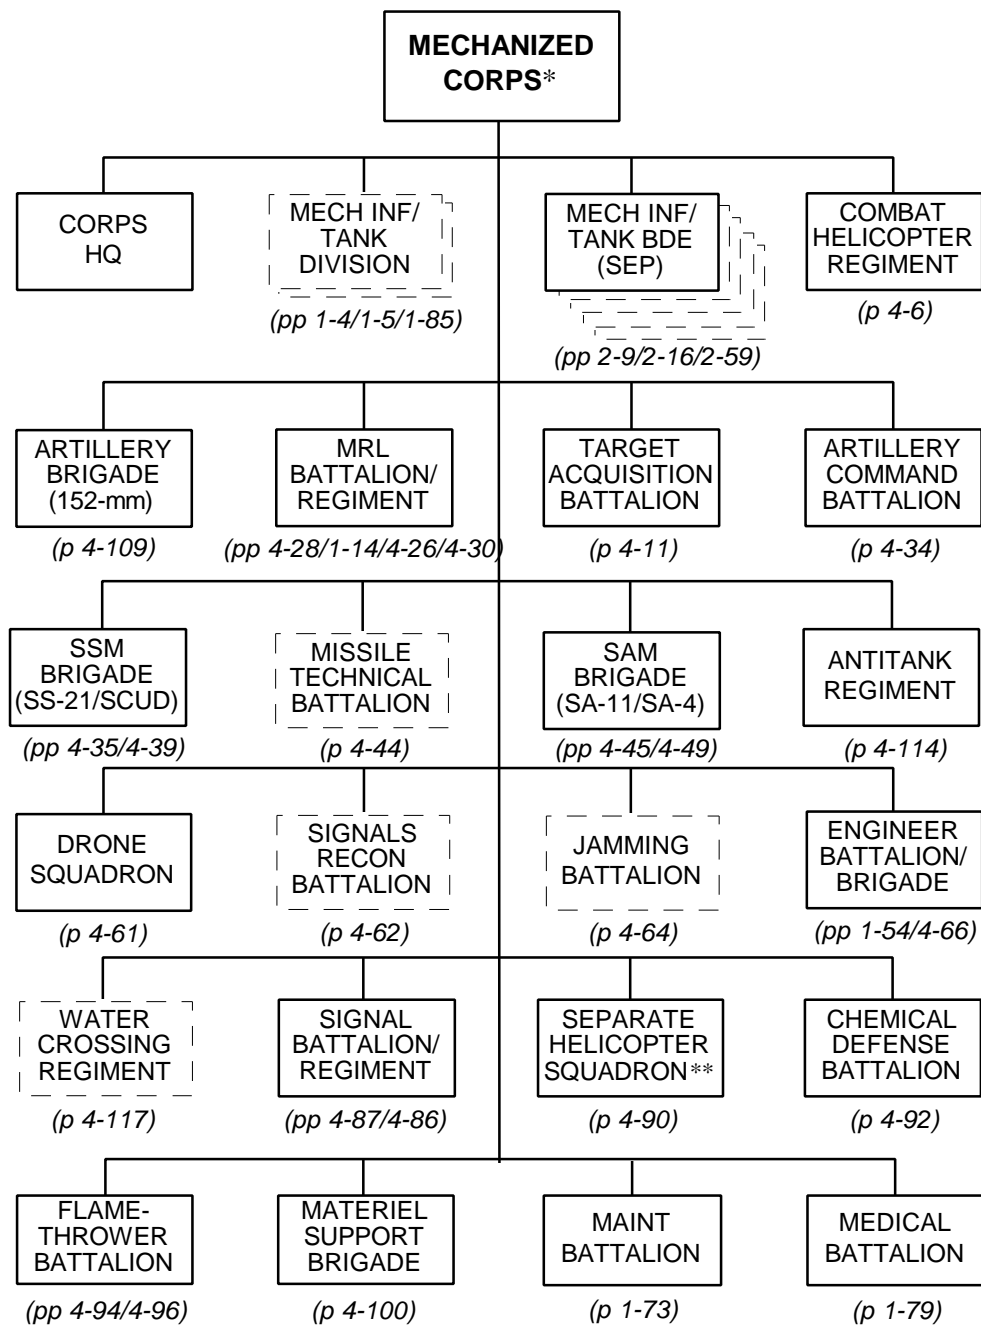 MECHANIZED
CORPS*
CORPS
HQ
MECH INF/
TANK
DIVISION
(pp 1-4/1-5/1-85)
MECH INF/
TANK BDE
(SEP)
(pp 2-9/2-16/2-59)
COMBAT
HELICOPTER
REGIMENT
(p 4-6)
ARTILLERY
BRIGADE
(152-mm)
(p 4-109)
MRL
BATTALION/
REGIMENT
(pp 4-28/1-14/4-26/4-30)
TARGET
ACQUISITION
BATTALION
(p 4-11)
ARTILLERY
COMMAND
BATTALION
(p 4-34)
SSM
BRIGADE
(SS-21/SCUD)
(pp 4-35/4-39)
MISSILE
TECHNICAL
BATTALION
(p 4-44)
SAM
BRIGADE
(SA-11/SA-4)
(pp 4-45/4-49)
ANTITANK
REGIMENT
(p 4-114)
DRONE
SQUADRON
(p 4-61)
SIGNALS
RECON
BATTALION
(p 4-62)
JAMMING
BATTALION
(p 4-64)
ENGINEER
BATTALION/
BRIGADE
(pp 1-54/4-66)
WATER
CROSSING
REGIMENT
(p 4-117)
SIGNAL
BATTALION/
REGIMENT
(pp 4-87/4-86)
SEPARATE
HELICOPTER
SQUADRON**
(p 4-90)
CHEMICAL
DEFENSE
BATTALION
(p 4-92)
FLAME-
THROWER
BATTALION
(pp 4-94/4-96)
MATERIEL
SUPPORT
BRIGADE
(p 4-100)
MAINT
BATTALION
(p 1-73)
MEDICAL
BATTALION
(p 1-79)